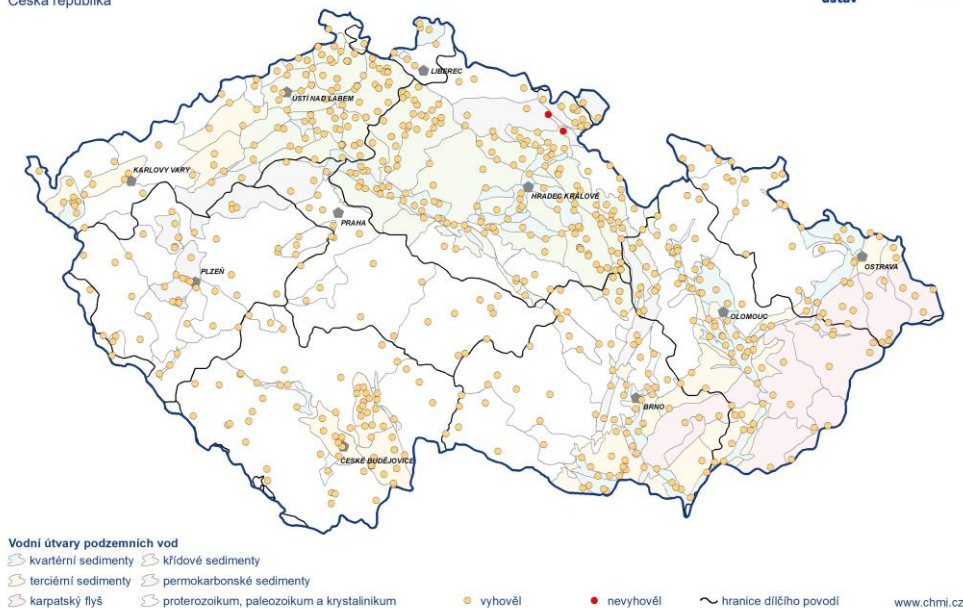 Česká republika
ústav
LIBEREC
ÚSTÍ NAD LABEM
KARLOVY VARY
HRADEC KRÁLOVÉ
PRAHA
PLZEŇ
OSTRAVA
OLOMOUC
BRNO
ČESKÉ BUDĚJOVICE
Vodní útvary podzemních vod
kvartérní sedimenty křídové sedimenty
terciérní sedimenty permokarbonské sedimenty
karpatský flyš proterozoikum, paleozoikum a krystalinikum vyhověl nevyhověl hranice dílčího povodí www.chmi.cz